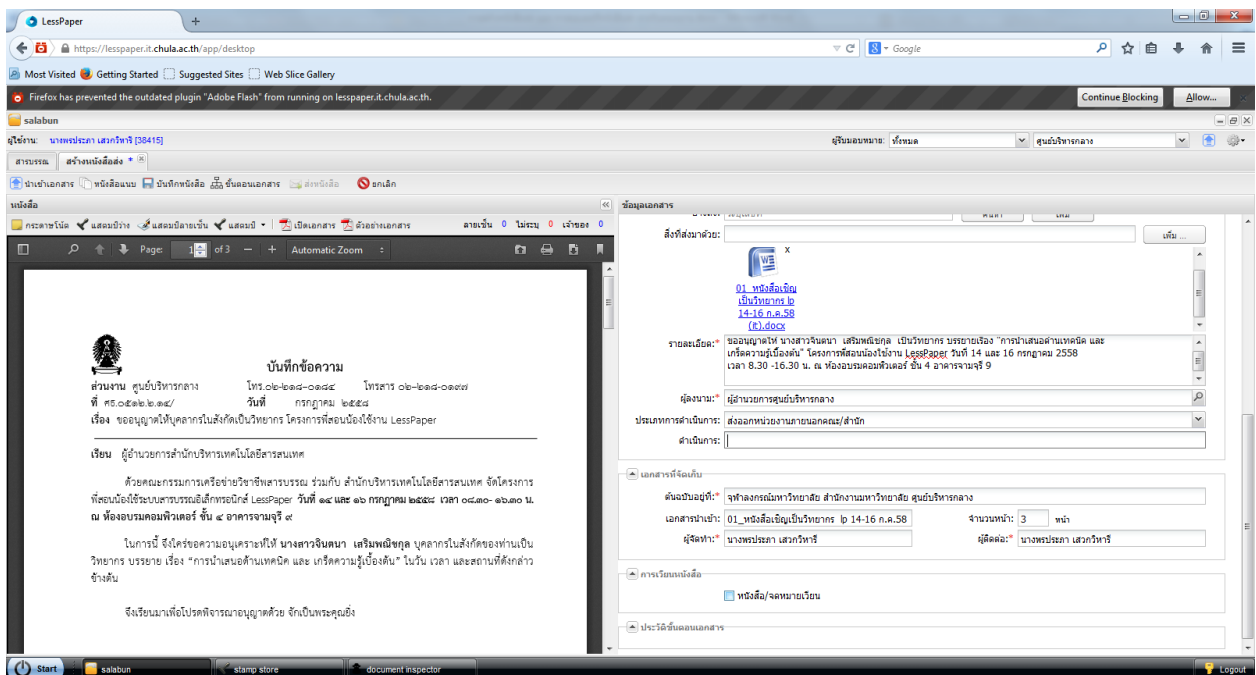 LessPaper
https://lesspaper.it.chula.ac.th/app/desktop
Google
Most Visited Getting Started Suggested Sites Web Slice Gallery
Firefox has prevented the outdated plugin "Adobe Flash" from running on lesspaper.it.chula.ac.th. Continue Blocking Allow...
salabun
ผู้ใช้งาน: นางพรประภา เสวกวิหารี [38415] ผู้รับมอบหมาย: ทั้งหมด ศูนย์บริหารกลาง
สารบรรณ สร้างหนังสือส่ง *
นำเข้าเอกสาร หนังสือแนบ บันทึกหนังสือ ขั้นตอนเอกสาร ส่งหนังสือ ยกเลิก
หนังสือ
กระดาษโน้ต แสตมป์ว่าง แสตมป์ลายเซ็น แสตมป์ เปิดเอกสาร ตัวอย่างเอกสาร ลายเซ็น 0 ไม่ระบุ 0 เจ้าของ 0
Page: 1 of 3 Automatic Zoom
บันทึกข้อความ
ส่วนงาน ศูนย์บริหารกลาง โทร.๐๒-๒๑๘-๐๑๘๔ โทรสาร ๐๒-๒๑๘-๐๑๙๗
ที่ ศธ.๐๕๑๒.๒.๑๔/ วันที่ กรกฎาคม ๒๕๕๘
เรื่อง ขออนุญาตให้บุคลากรในสังกัดเป็นวิทยากร โครงการพี่สอนน้องใช้งาน LessPaper
เรียน ผู้อำนวยการสำนักบริหารเทคโนโลยีสารสนเทศ
ด้วยคณะกรรมการเครือข่ายวิชาชีพสารบรรณ ร่วมกับ สำนักบริหารเทคโนโลยีสารสนเทศ จัดโครงการ
พี่สอนน้องใช้ระบบสารบรรณอิเล็กทรอนิกส์ LessPaper วันที่ ๑๔ และ ๑๖ กรกฎาคม ๒๕๕๘ เวลา ๐๘.๓๐- ๑๖.๓๐ น.
ณ ห้องอบรมคอมพิวเตอร์ ชั้น ๔ อาคารจามจุรี ๙
ในการนี้ จึงใคร่ขอความอนุเคราะห์ให้ นางสาวจินตนา เสริมพณิชกุล บุคลากรในสังกัดของท่านเป็น
วิทยากร บรรยาย เรื่อง “การนำเสนอด้านเทคนิค และ เกร็ดความรู้เบื้องต้น” ในวัน เวลา และสถานที่ดังกล่าว
ข้างต้น
จึงเรียนมาเพื่อโปรดพิจารณาอนุญาตด้วย จักเป็นพระคุณยิ่ง
ข้อมูลเอกสาร
สิ่งที่ส่งมาด้วย: เพิ่ม ...
x
01_หนังสือเชิญ
เป็นวิทยากร lp
14-16 ก.ค.58
(it).docx
รายละเอียด:* ขออนุญาตให้ นางสาวจินตนา เสริมพณิชกุล เป็นวิทยากร บรรยายเรื่อง "การนำเสนอด้านเทคนิค และ
เกร็ดความรู้เบื้องต้น" โครงการพี่สอนน้องใช้งาน LessPaper วันที่ 14 และ 16 กรกฎาคม 2558
เวลา 8.30 -16.30 น. ณ ห้องอบรมคอมพิวเตอร์ ชั้น 4 อาคารจามจุรี 9
ผู้ลงนาม:* ผู้อำนวยการศูนย์บริหารกลาง
ประเภทการดำเนินการ: ส่งออกหน่วยงานภายนอกคณะ/สำนัก
ดำเนินการ:
เอกสารที่จัดเก็บ
ต้นฉบับอยู่ที่:* จุฬาลงกรณ์มหาวิทยาลัย สำนักงานมหาวิทยาลัย ศูนย์บริหารกลาง
เอกสารนำเข้า: 01_หนังสือเชิญเป็นวิทยากร lp 14-16 ก.ค.58 จำนวนหน้า: 3 หน้า
ผู้จัดทำ:* นางพรประภา เสวกวิหารี ผู้ติดต่อ:* นางพรประภา เสวกวิหารี
การเวียนหนังสือ
หนังสือ/จดหมายเวียน
ประวัติขั้นตอนเอกสาร
Start salabun stamp store document inspector Logout